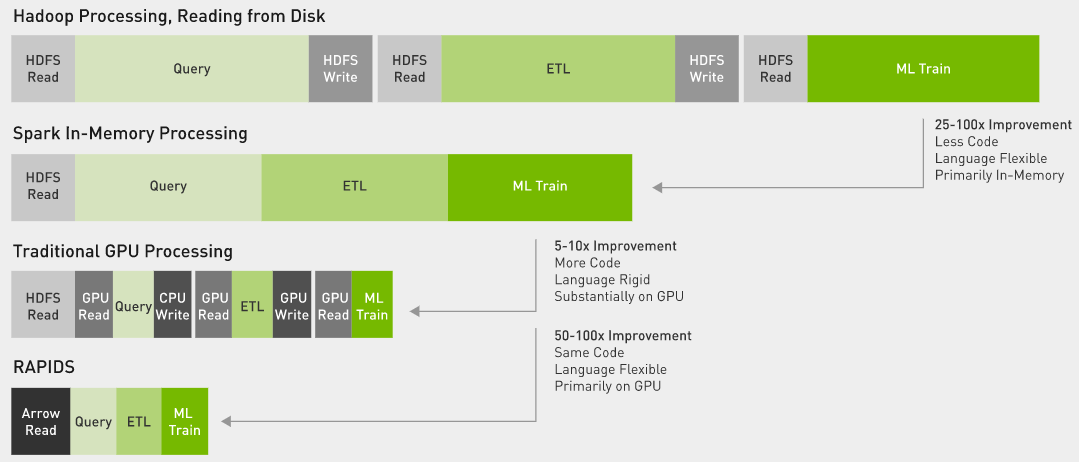 Hadoop Processing, Reading from Disk
HDFS
Read
Query
HDFS
Write
HDFS
Read
ETL
HDFS
Write
HDFS
Read
ML Train
25-100x Improvement
Less Code
Language Flexible
Primarily In-Memory
Spark In-Memory Processing
HDFS
Read
Query
ETL
ML Train
5-10x Improvement
More Code
Language Rigid
Substantially on GPU
Traditional GPU Processing
HDFS
Read
GPU
Read
Query
CPU
Write
GPU
Read
ETL
GPU
Write
GPU
Read
ML
Train
50-100x Improvement
Same Code
Language Flexible
Primarily on GPU
RAPIDS
Arrow
Read
Query
ETL
ML
Train